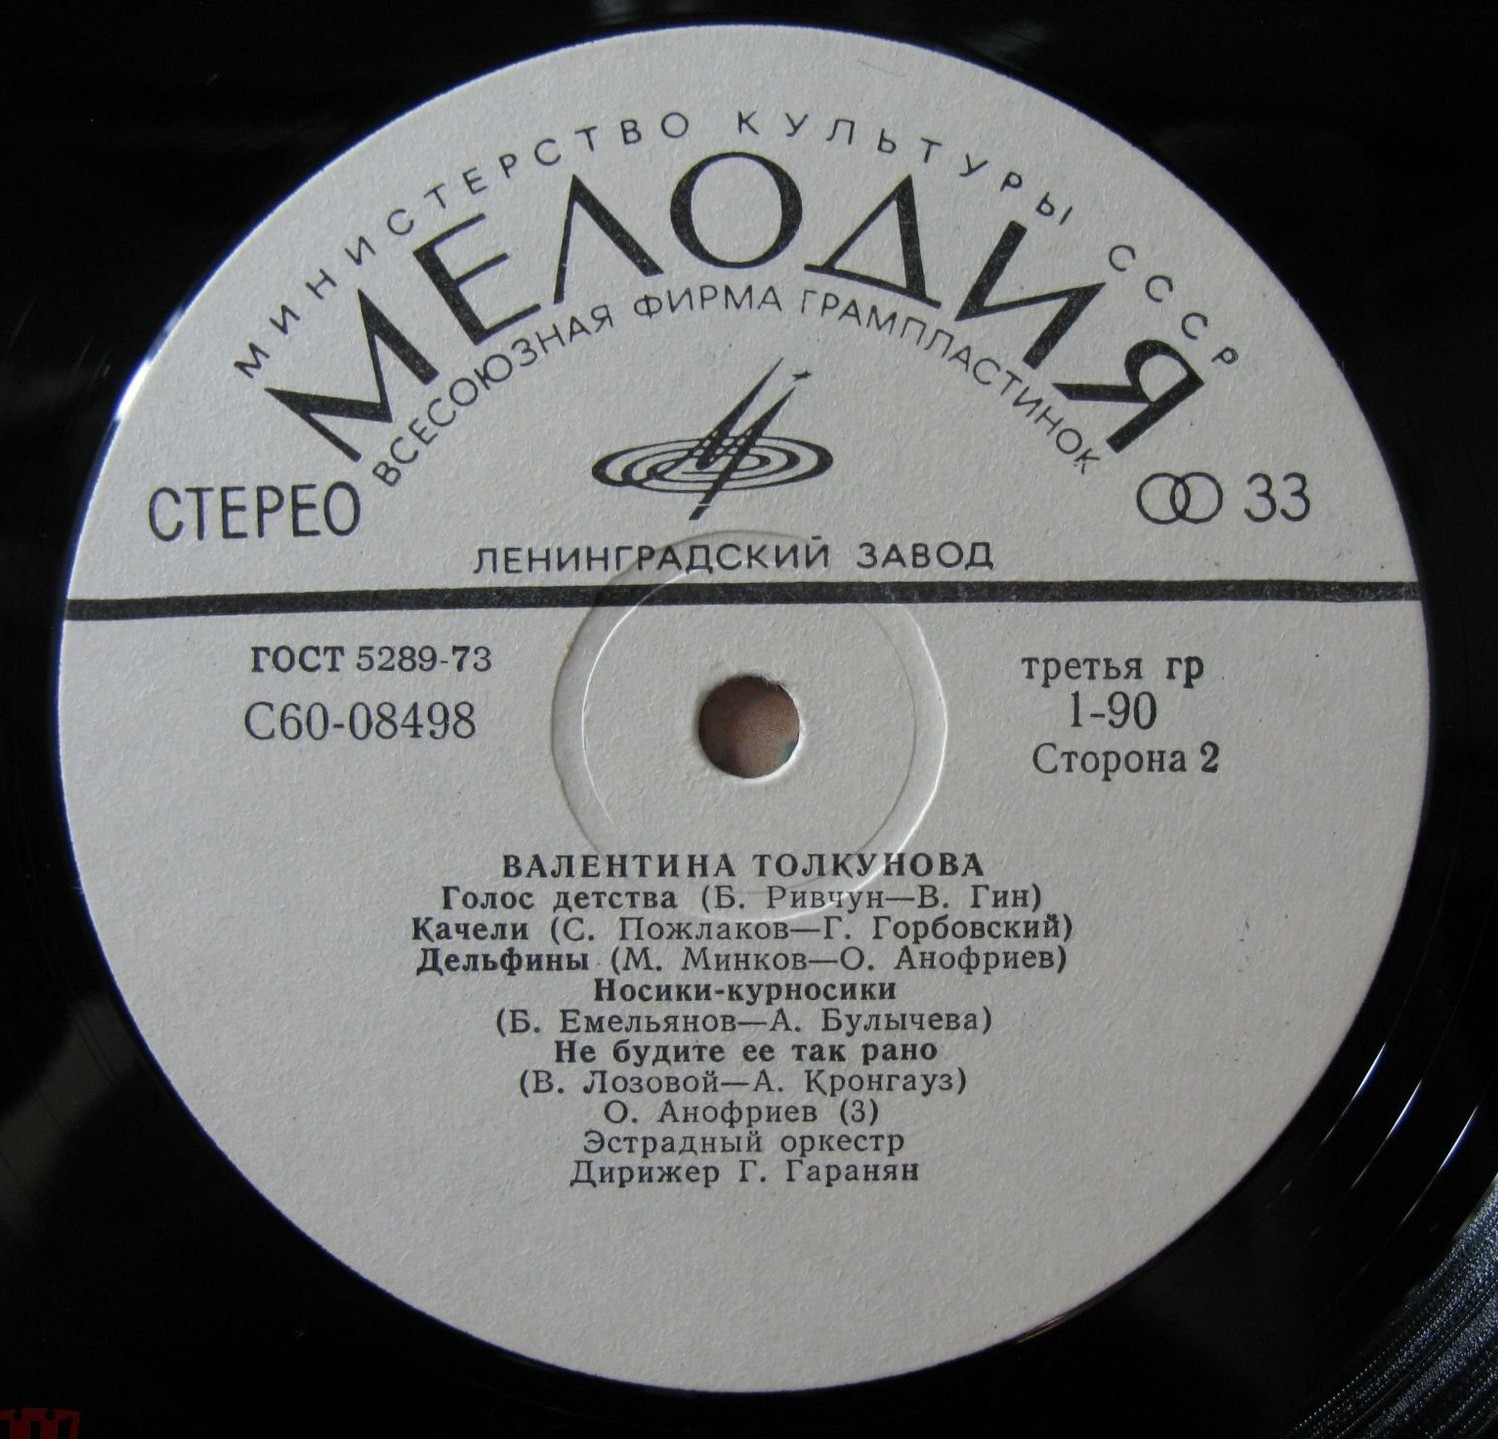 МИНИСТЕРСТВО КУЛЬТУРЫ СССР
МЕЛОДИЯ
ВСЕСОЮЗНАЯ ФИРМА ГРАМПЛАСТИНОК
СТЕРЕО
33
ЛЕНИНГРАДСКИЙ ЗАВОД
ГОСТ 5289-73
С60-08498
третья гр
1-90
Сторона 2
ВАЛЕНТИНА ТОЛКУНОВА
Голос детства (Б. Ривчун—В. Гин)
Качели (С. Пожлаков—Г. Горбовский)
Дельфины (М. Минков—О. Анофриев)
Носики-курносики
(Б. Емельянов—А. Булычева)
Не будите ее так рано
(В. Лозовой—А. Кронгауз)
О. Анофриев (3)
Эстрадный оркестр
Дирижер Г. Гаранян